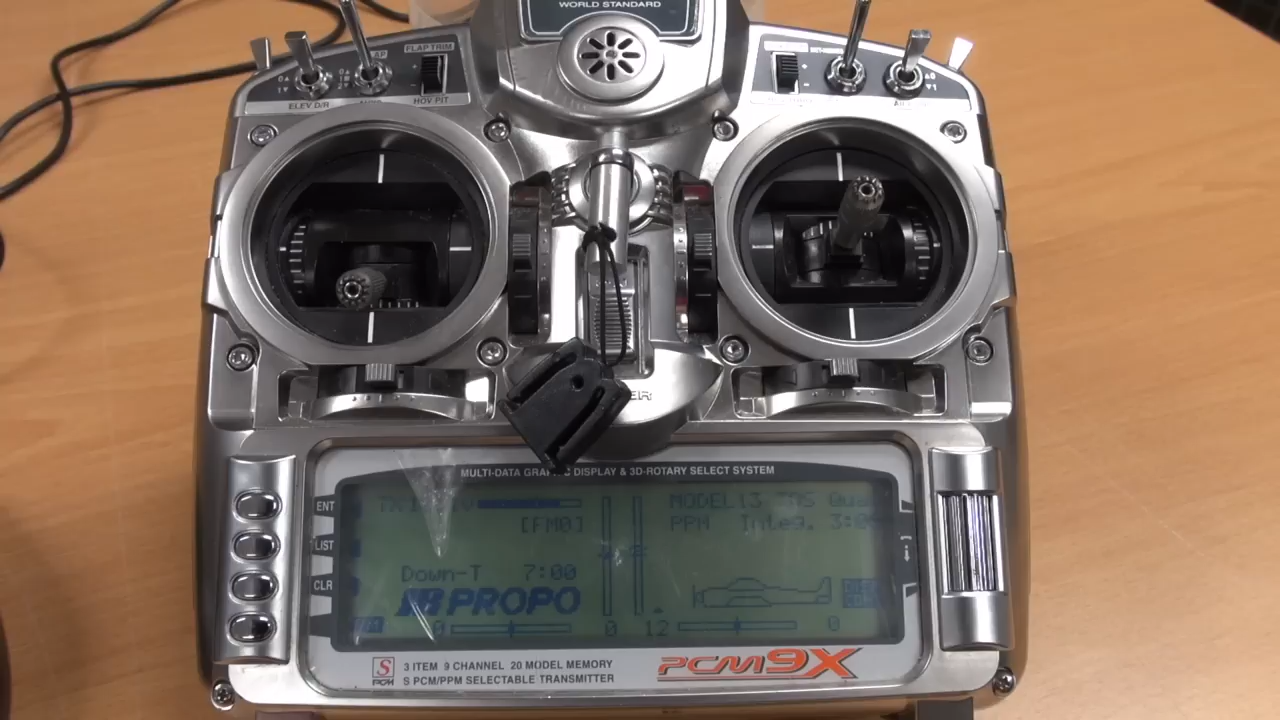 WORLD STANDARD
FLAP TRIM
ELEV D/R
HOV PIT
MULTI-DATA GRAPHIC DISPLAY & 3D-ROTARY SELECT SYSTEM
ENT
LIST
CLR
[FM0]
PPM Integ.
Down-T 7:00
JR PROPO
0 0 12 0
S
PCM
3 ITEM 9 CHANNEL 20 MODEL MEMORY
S PCM/PPM SELECTABLE TRANSMITTER
PCM9X